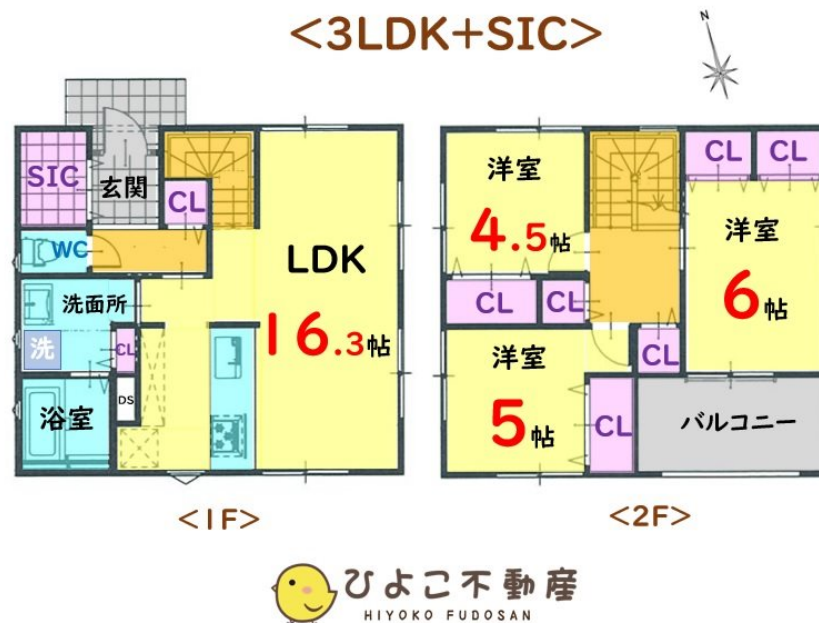 <3LDK+SIC>
N
SIC
玄関
CL
WC
LDK
16.3帖
洗面所
洗
CL
浴室
DS
<1F>
洋室
4.5帖
CL
CL
洋室
6帖
CL
CL
洋室
5帖
CL
CL
バルコニー
<2F>
ひよこ不動産
HIYOKO FUDOSAN